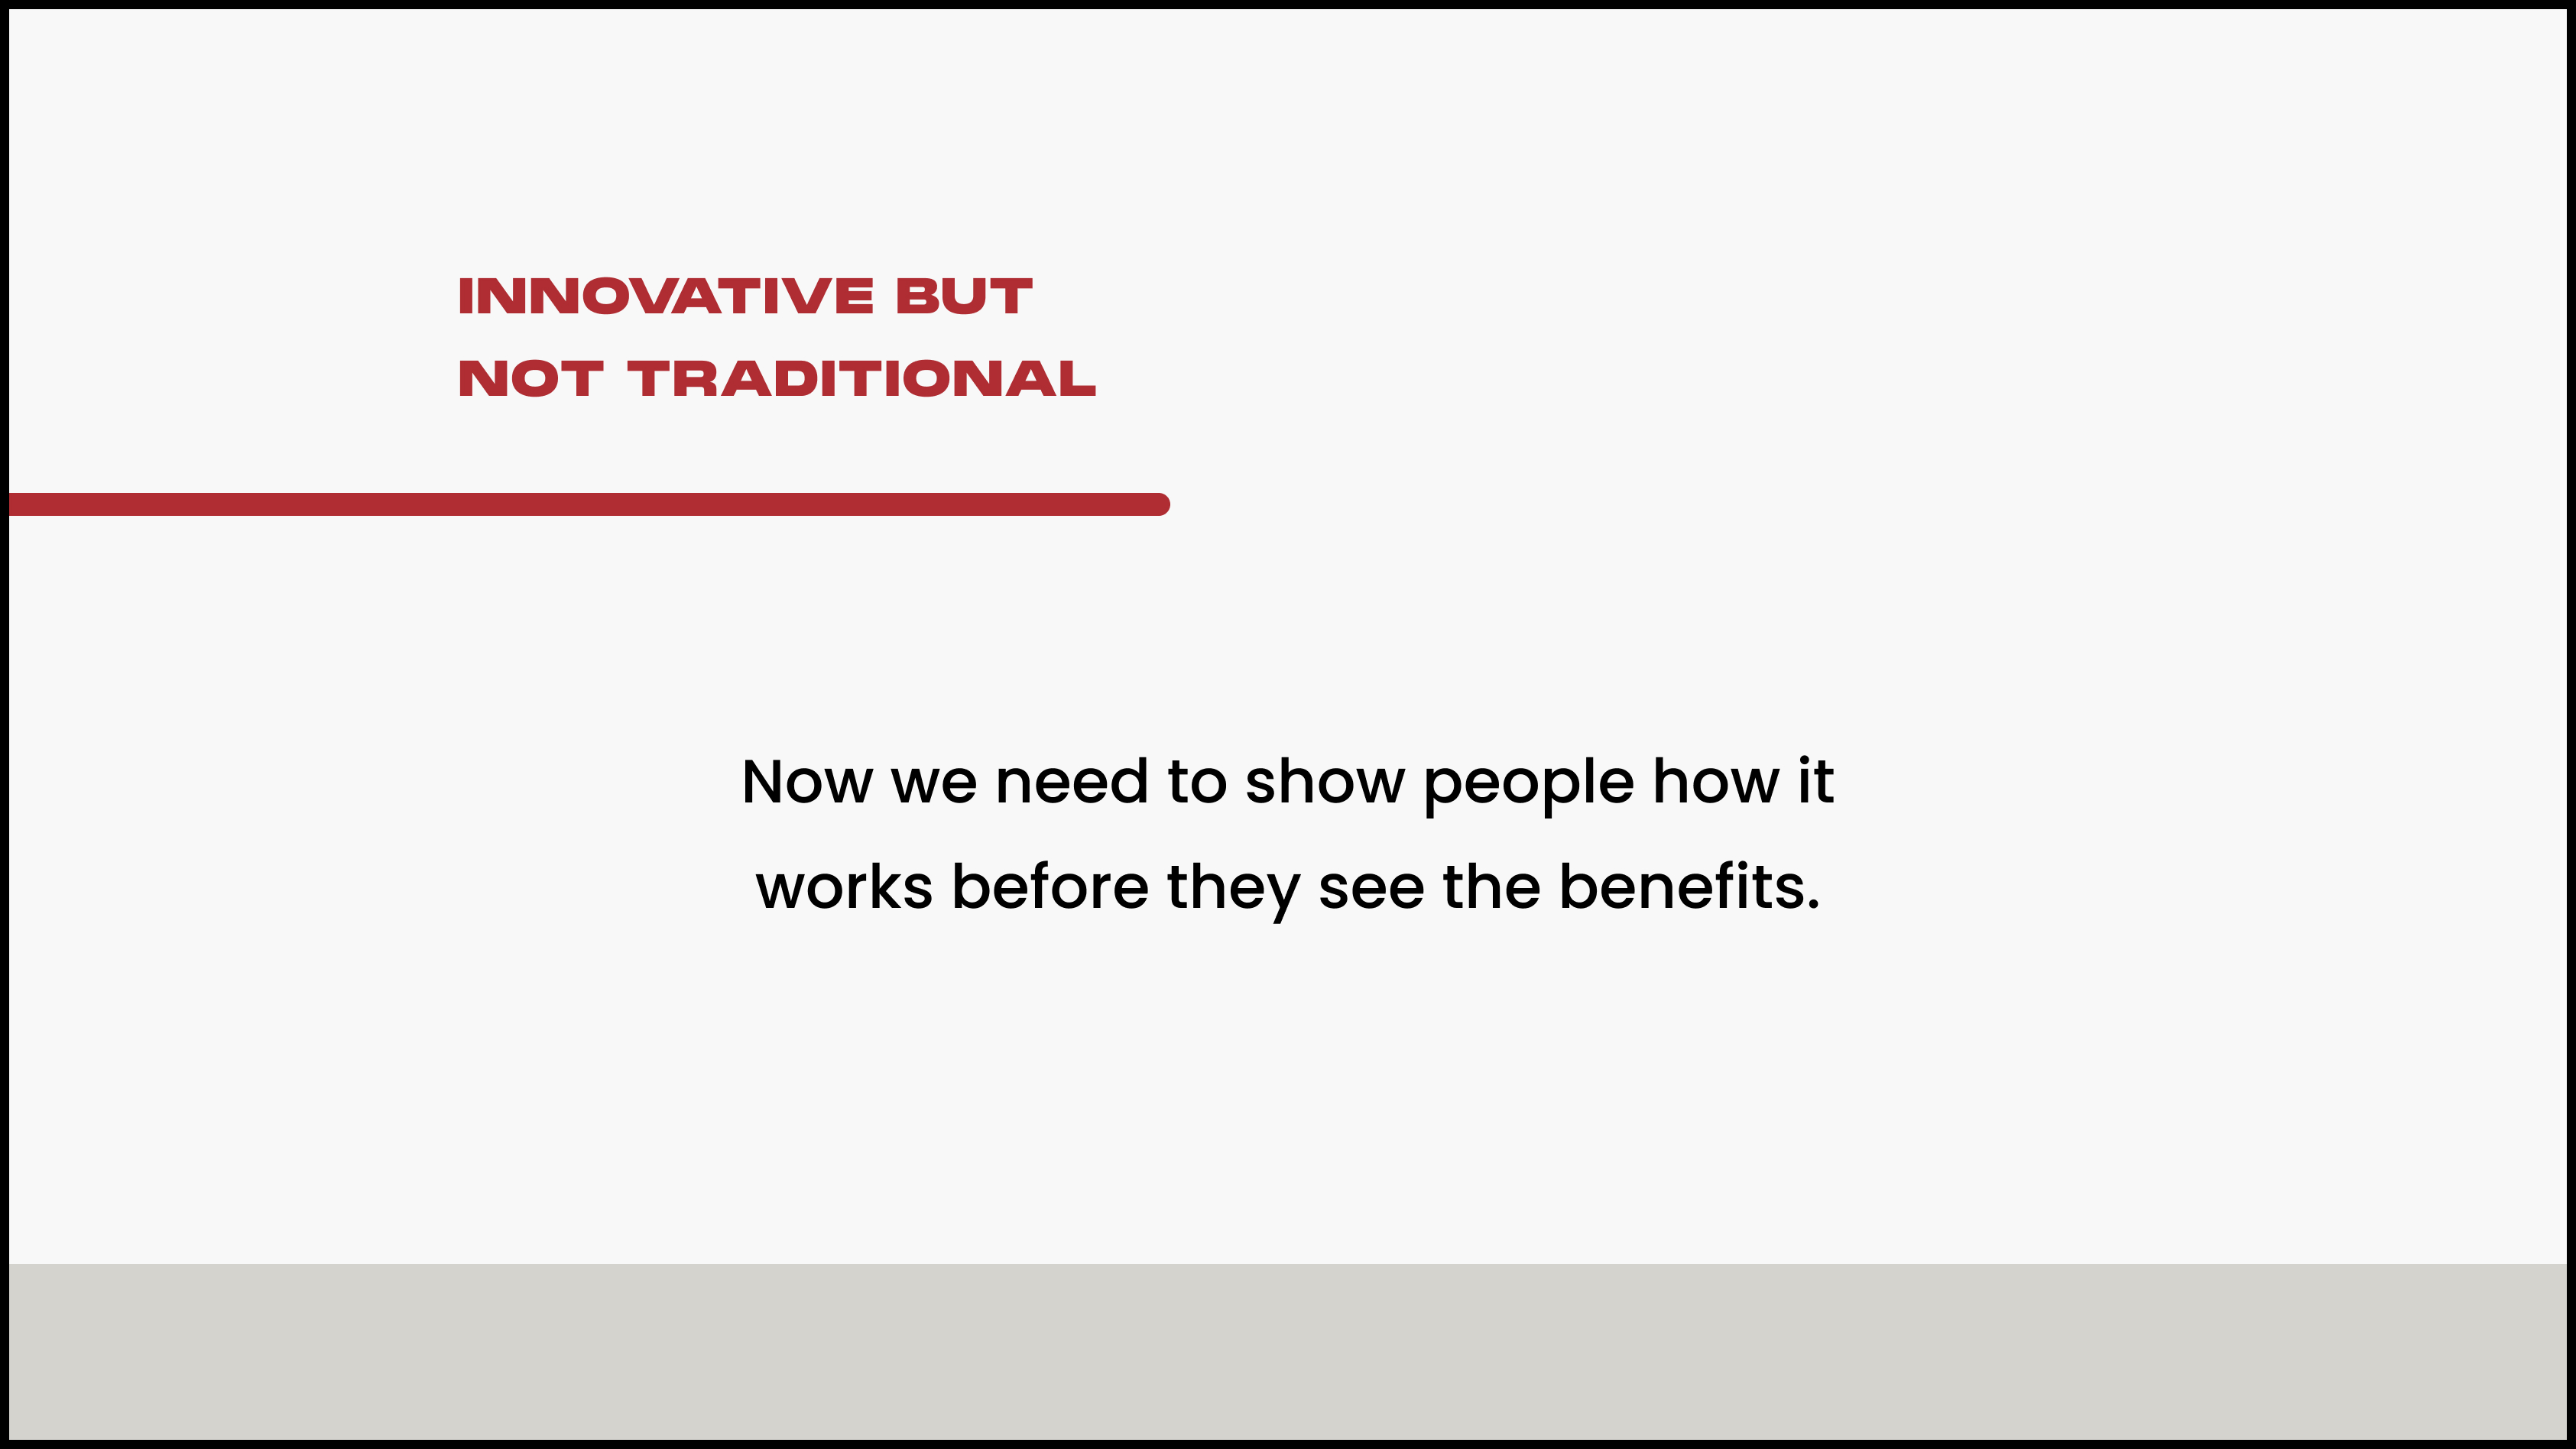 INNOVATIVE BUT
NOT TRADITIONAL
Now we need to show people how it
works before they see the benefits.